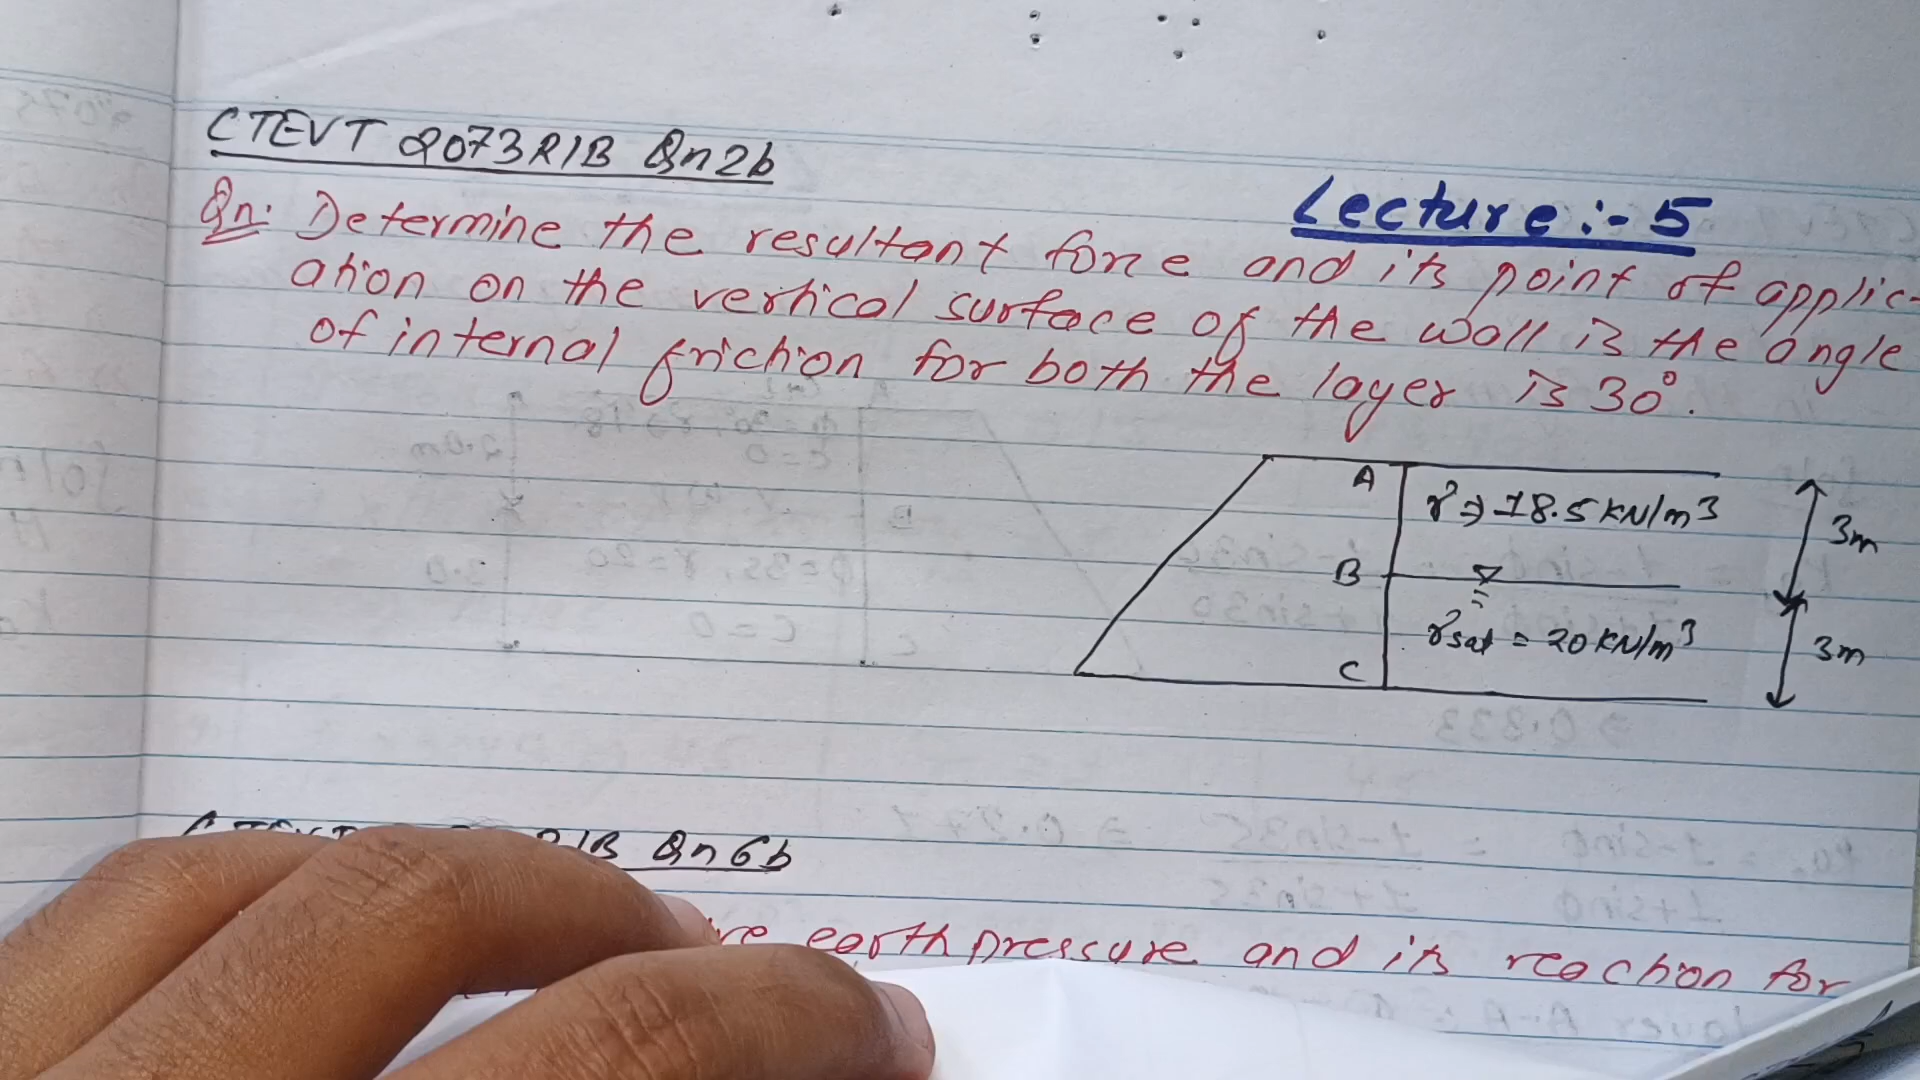 CTEVT 2073 R/B Qn 2b
Lecture:- 5
Qn: Determine the resultant force and its point of applic-
ation on the vertical surface of the wall is the angle
of internal friction for both the layer is 30°.
A
γ ⇒ 18.5 KN/m³
3m
B
γsat = 20 KN/m³
3m
C
R/B Qn 6b
earth pressure and its reaction for